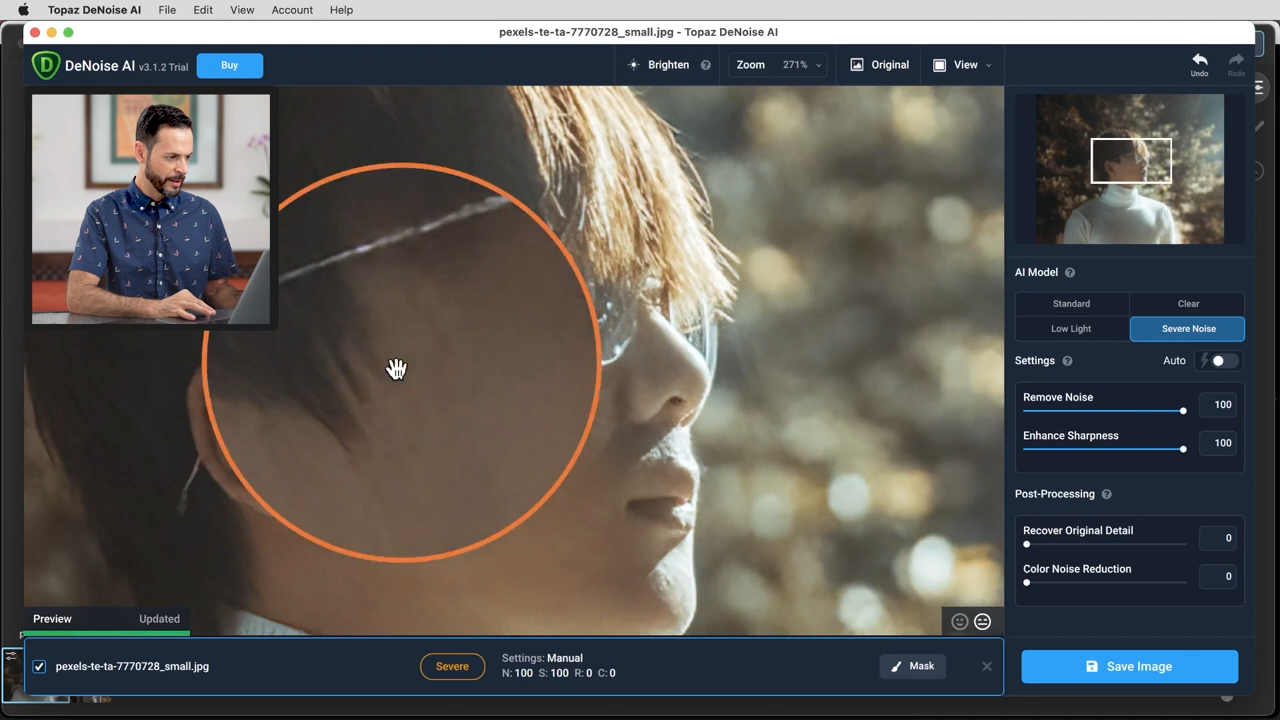 Topaz DeNoise AI File Edit View Account Help
pexels-te-ta-7770728_small.jpg - Topaz DeNoise AI
D DeNoise AI v3.1.2 Trial Buy Brighten ? Zoom 271% Original View Undo Redo
AI Model ?
Standard Clear
Low Light Severe Noise
Settings ? Auto
Remove Noise 100
Enhance Sharpness 100
Post-Processing ?
Recover Original Detail 0
Color Noise Reduction 0
Preview Updated
pexels-te-ta-7770728_small.jpg Severe Settings: Manual
N: 100 S: 100 R: 0 C: 0
Mask
Save Image